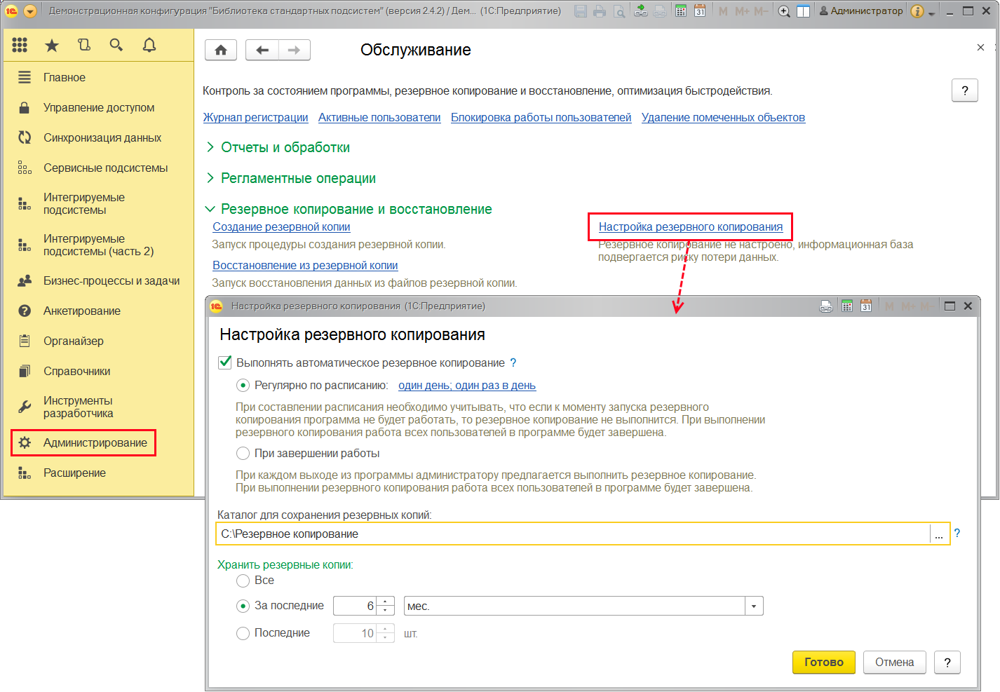 Демонстрационная конфигурация "Библиотека стандартных подсистем" (версия 2.4.2) / Дем... (1С:Предприятие)
31
M M+ M−
Администратор
Обслуживание
Главное
Управление доступом
Синхронизация данных
Сервисные подсистемы
Интегрируемые
подсистемы
Интегрируемые
подсистемы (часть 2)
Бизнес-процессы и задачи
Анкетирование
Органайзер
Справочники
Инструменты
разработчика
Администрирование
Расширение
Контроль за состоянием программы, резервное копирование и восстановление, оптимизация быстродействия.
?
Журнал регистрации Активные пользователи Блокировка работы пользователей Удаление помеченных объектов
Отчеты и обработки
Регламентные операции
Резервное копирование и восстановление
Создание резервной копии
Запуск процедуры создания резервной копии.
Восстановление из резервной копии
Запуск восстановления данных из файлов резервной копии.
Настройка резервного копирования
Резервное копирование не настроено, информационная база
подвергается риску потери данных.
Настройка резервного копирования (1С:Предприятие)
31
M M+ M−
Настройка резервного копирования
Выполнять автоматическое резервное копирование ?
Регулярно по расписанию: один день; один раз в день
При составлении расписания необходимо учитывать, что если к моменту запуска резервного
копирования программа не будет работать, то резервное копирование не выполнится. При выполнении
резервного копирования работа всех пользователей в программе будет завершена.
При завершении работы
При каждом выходе из программы администратору предлагается выполнить резервное копирование.
При выполнении резервного копирования работа всех пользователей в программе будет завершена.
Каталог для сохранения резервных копий:
C:\Резервное копирование ... ?
Хранить резервные копии:
Все
За последние 6 мес.
Последние 10 шт.
Готово Отмена ?